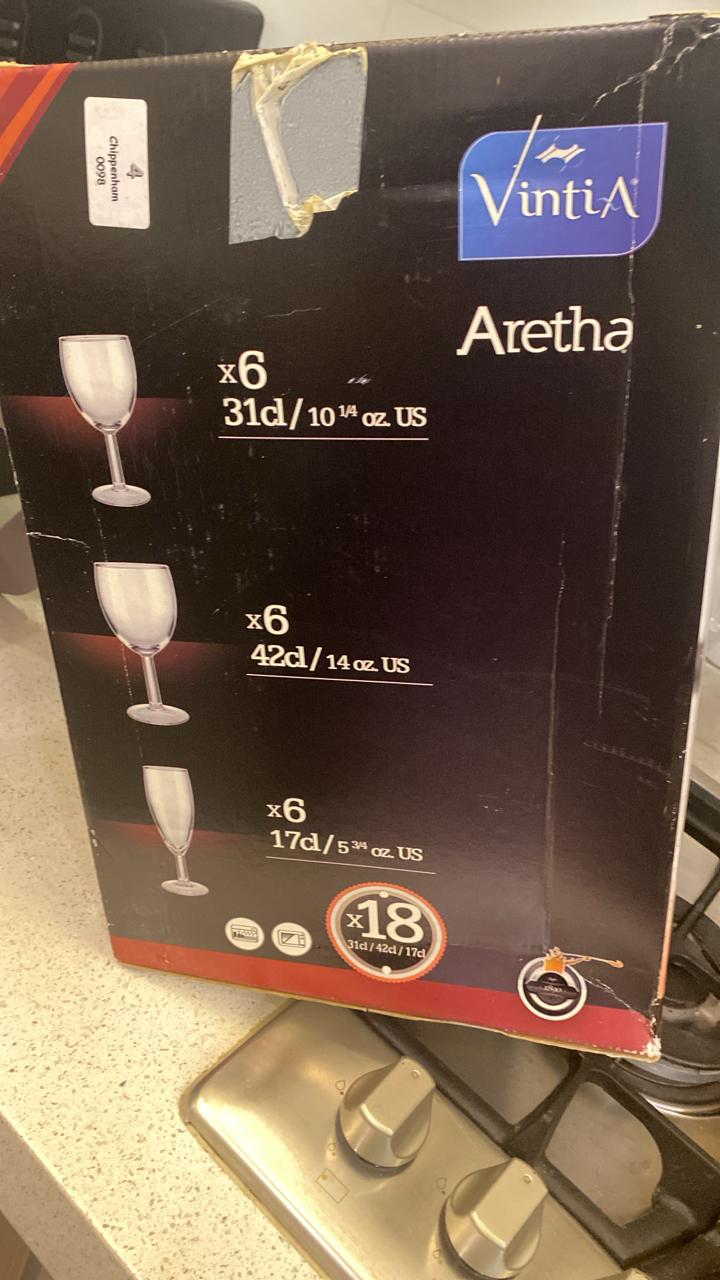 4
Chippenham
0098
VintiA
Aretha
x6
31cl / 10 1/4 oz. US
x6
42cl / 14 oz. US
x6
17cl / 5 3/4 oz. US
x18
31cl / 42cl / 17cl